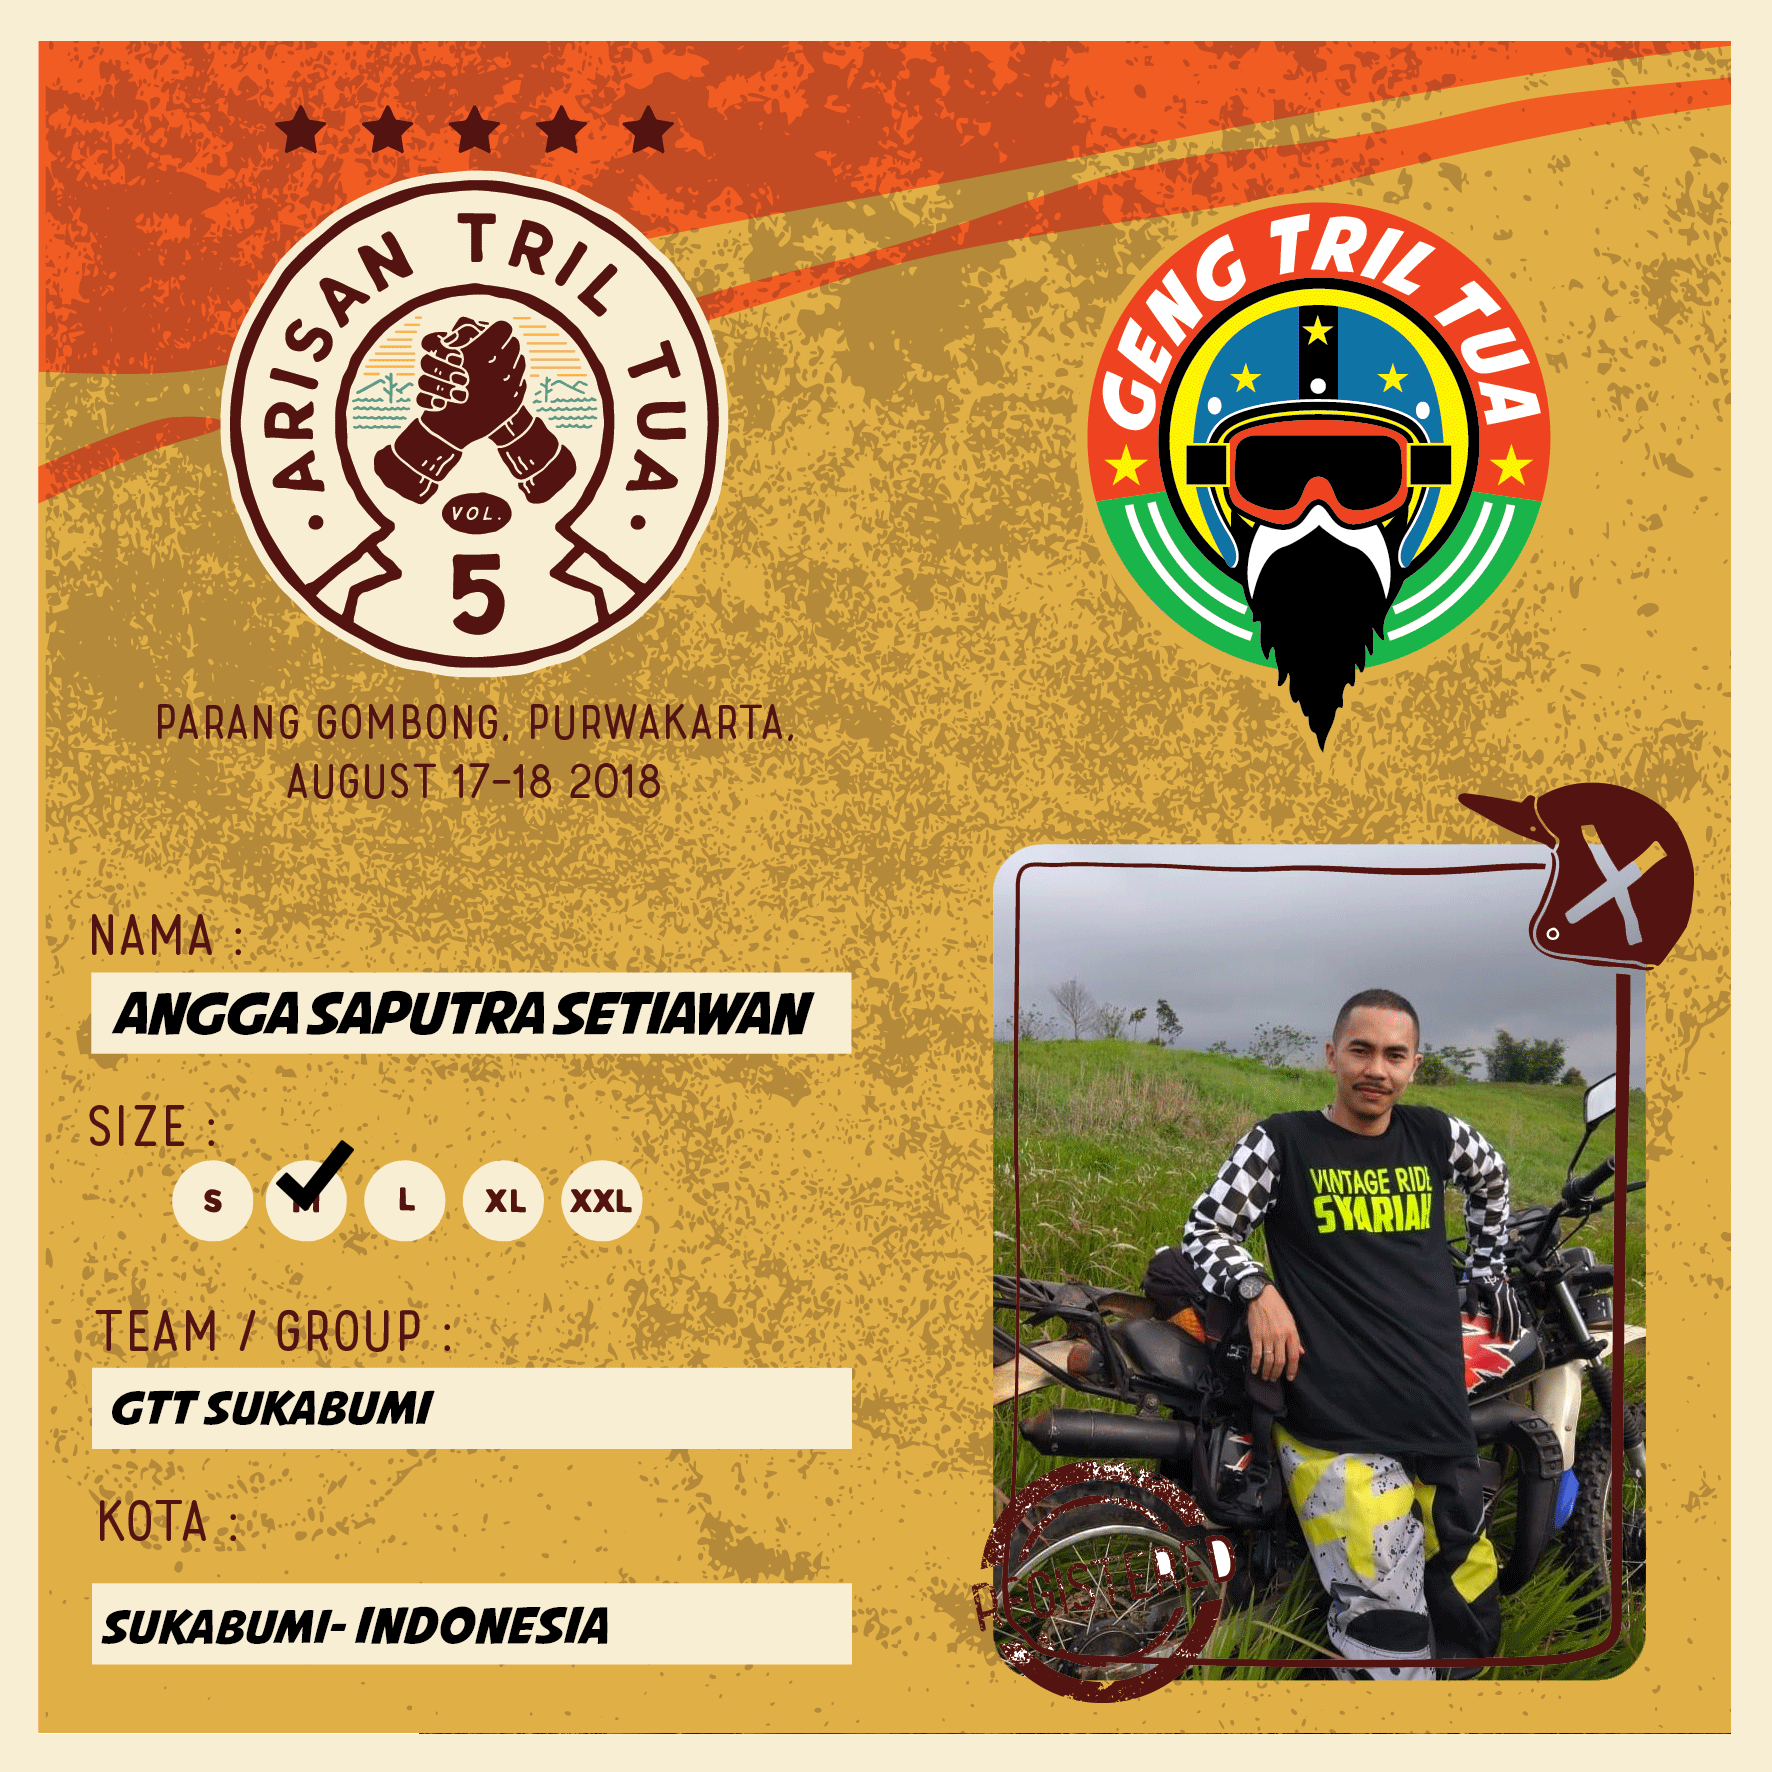 ARISAN TRIL TUA
VOL.
5
GENG TRIL TUA
PARANG GOMBONG, PURWAKARTA,
AUGUST 17-18 2018
NAMA :
ANGGA SAPUTRA SETIAWAN
SIZE :
S M L XL XXL
TEAM / GROUP :
GTT SUKABUMI
KOTA :
SUKABUMI- INDONESIA
VINTAGE RIDE
SYARIAH
REGISTERED